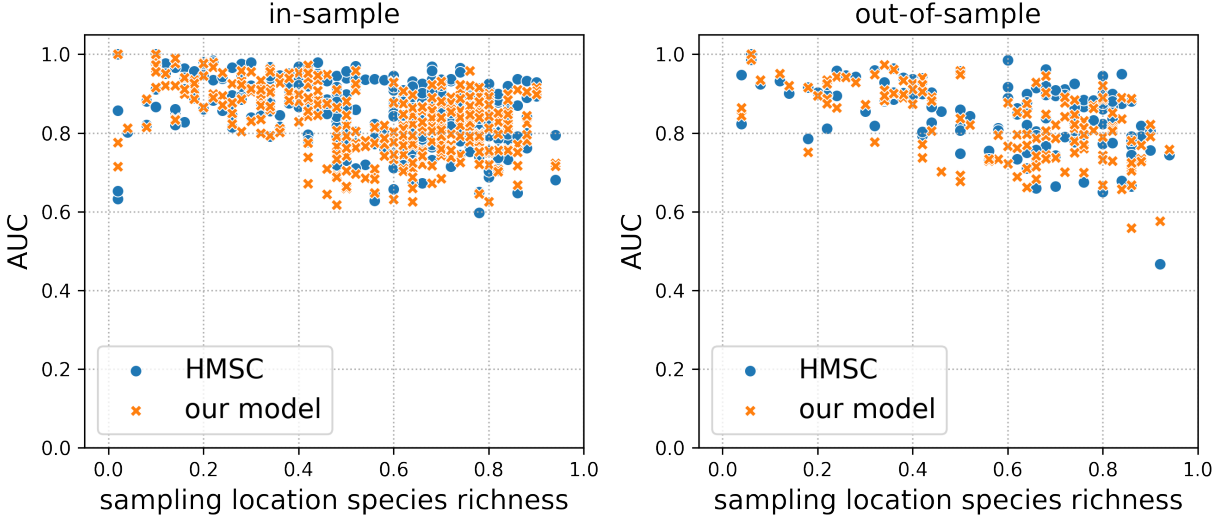 in-sample
1.0
0.8
0.6
0.4
0.2
0.0
AUC
HMSC
our model
0.0 0.2 0.4 0.6 0.8 1.0
sampling location species richness
out-of-sample
1.0
0.8
0.6
0.4
0.2
0.0
AUC
HMSC
our model
0.0 0.2 0.4 0.6 0.8 1.0
sampling location species richness